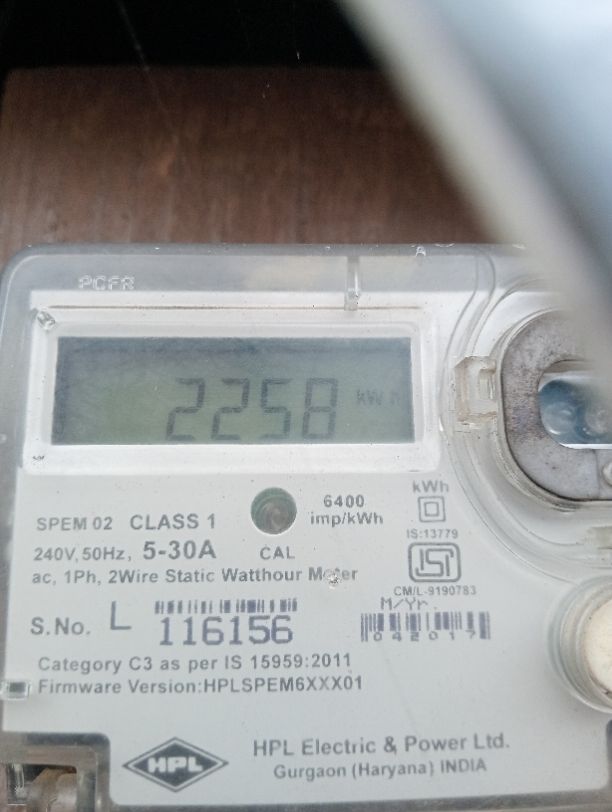 PCFR
2258 kWh
kWh
6400
imp/kWh
SPEM 02 CLASS 1
IS:13779
240V, 50Hz, 5-30A CAL
ac, 1Ph, 2Wire Static Watthour Meter
CM/L-9190783
M/Yr.
S.No. L 116156
042017
Category C3 as per IS 15959:2011
Firmware Version:HPLSPEM6XXX01
HPL
HPL Electric & Power Ltd.
Gurgaon (Haryana) INDIA